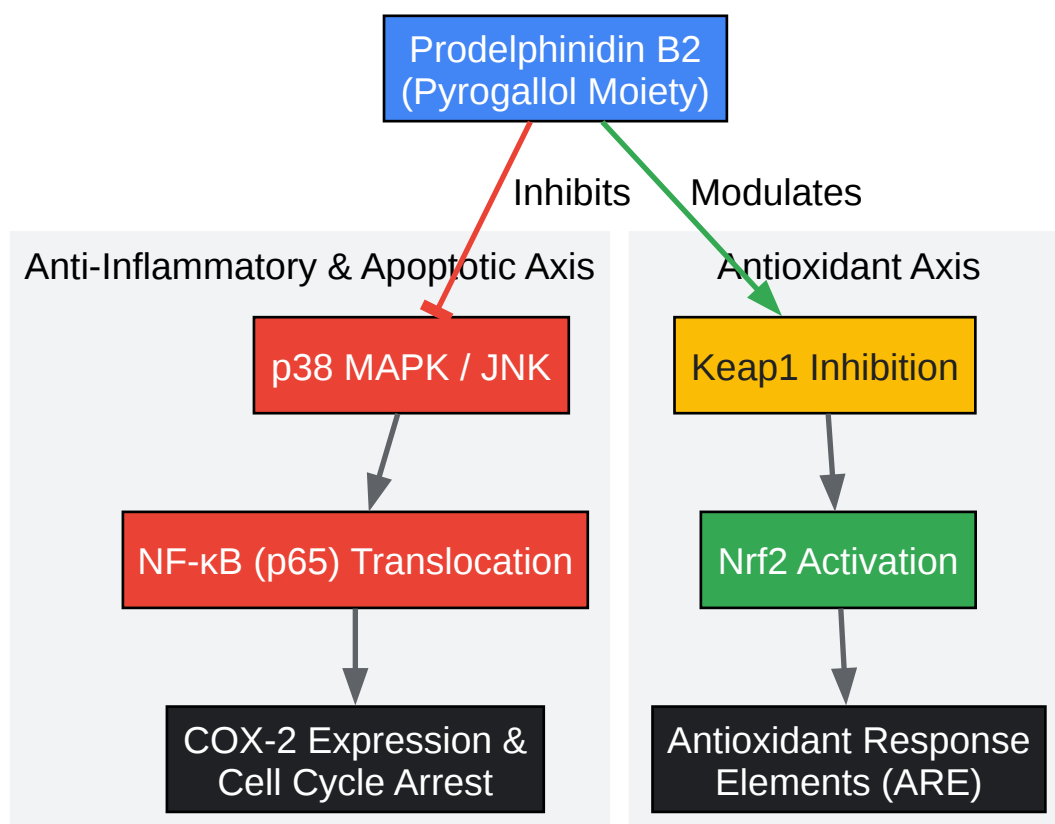 Prodelphinidin B2
(Pyrogallol Moiety)
Inhibits
Modulates
Anti-Inflammatory & Apoptotic Axis
Antioxidant Axis
p38 MAPK / JNK
Keap1 Inhibition
NF-κB (p65) Translocation
Nrf2 Activation
COX-2 Expression &
Cell Cycle Arrest
Antioxidant Response
Elements (ARE)